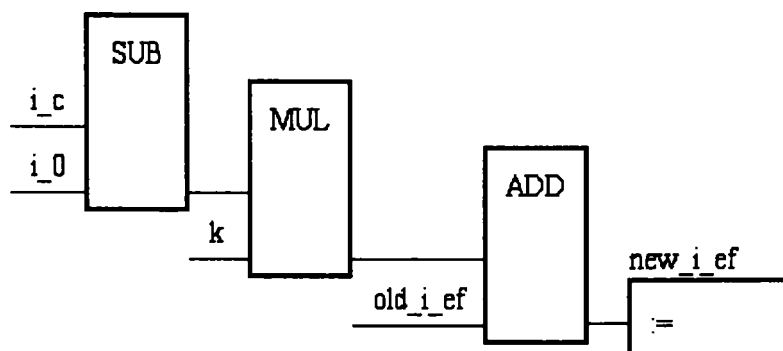 SUB
i_c
MUL
i_0
ADD
k
new_i_ef
old_i_ef
:=